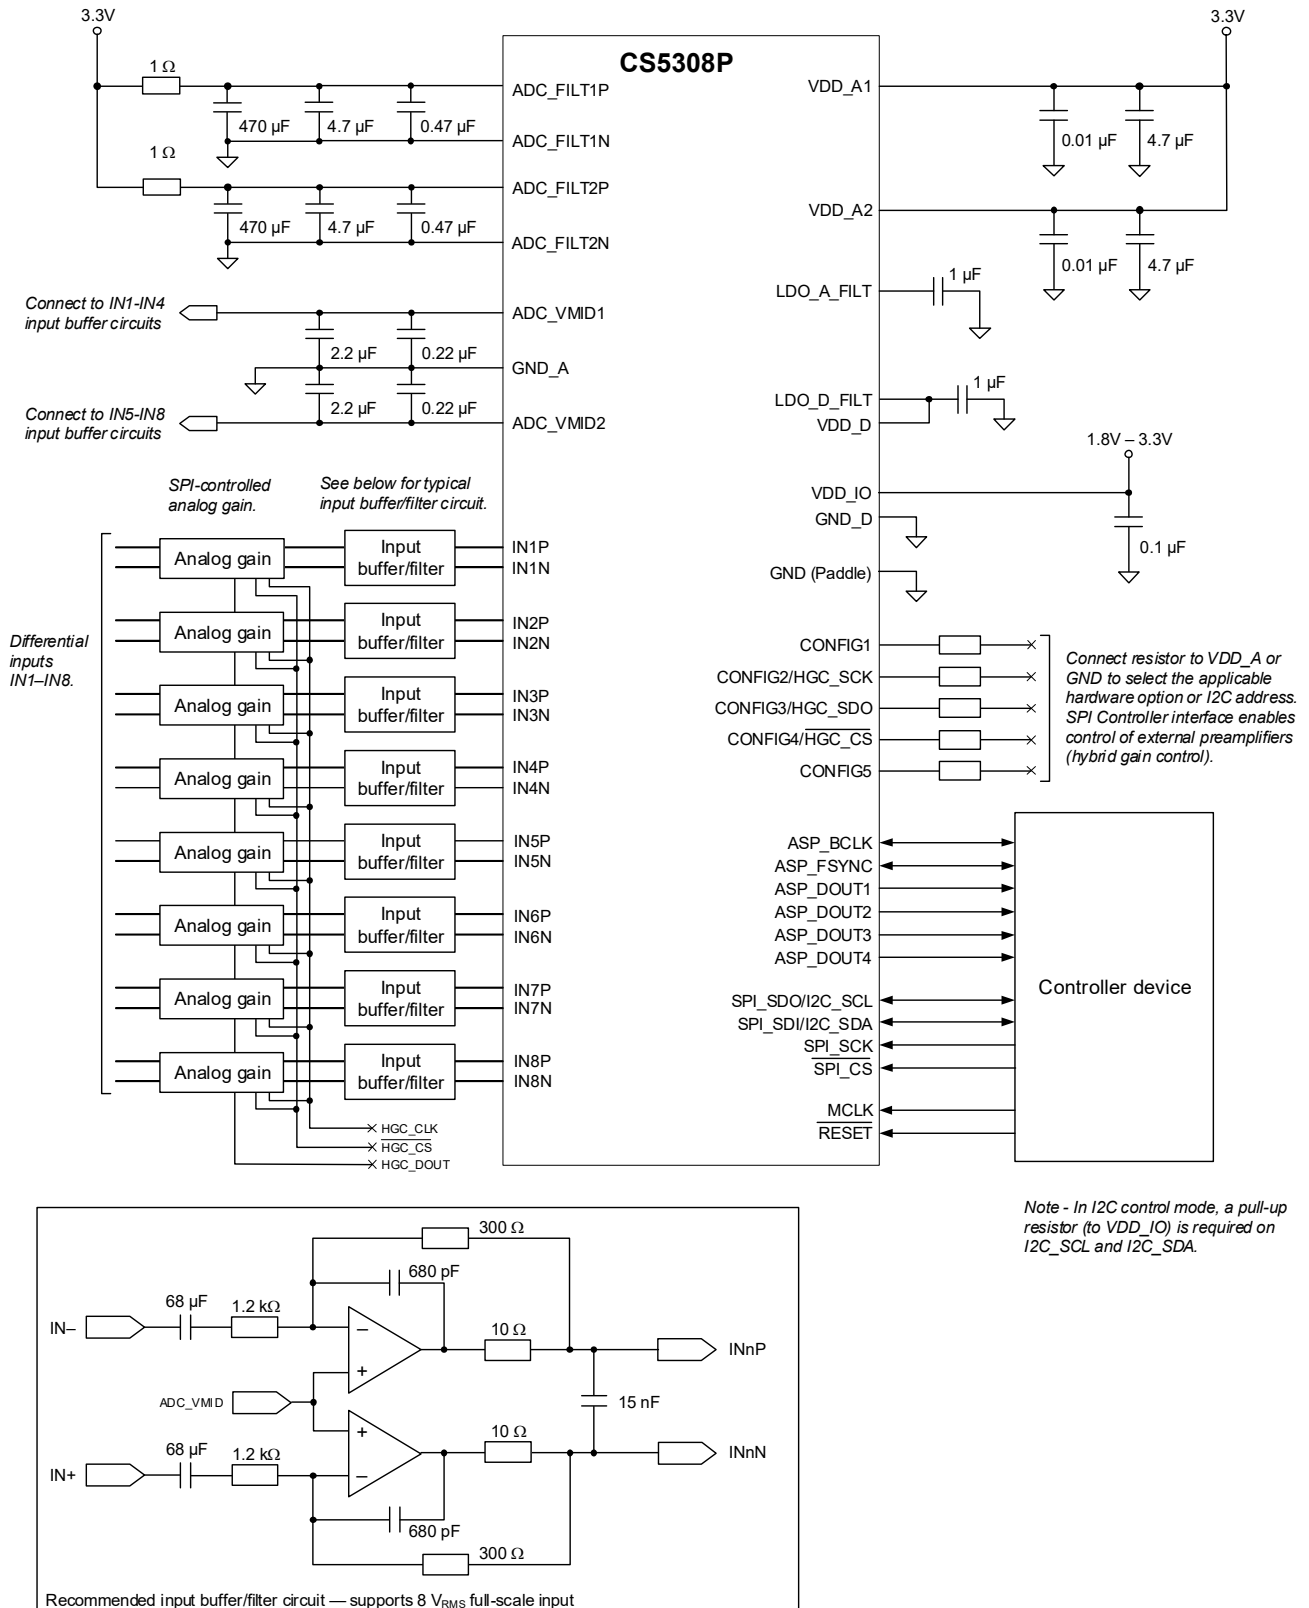 3.3V
3.3V
CS5308P
1 Ω
ADC_FILT1P
VDD_A1
470 µF
4.7 µF
0.47 µF
0.01 µF
4.7 µF
ADC_FILT1N
1 Ω
ADC_FILT2P
VDD_A2
470 µF
4.7 µF
0.47 µF
ADC_FILT2N
0.01 µF
4.7 µF
1 µF
LDO_A_FILT
Connect to IN1-IN4
input buffer circuits
ADC_VMID1
2.2 µF
0.22 µF
GND_A
1 µF
LDO_D_FILT
2.2 µF
0.22 µF
Connect to IN5-IN8
input buffer circuits
ADC_VMID2
VDD_D
1.8V – 3.3V
SPI-controlled
analog gain.
See below for typical
input buffer/filter circuit.
VDD_IO
GND_D
0.1 µF
GND (Paddle)
Analog gain
Input
buffer/filter
IN1P
IN1N
Analog gain
Input
buffer/filter
IN2P
IN2N
Differential
inputs
IN1–IN8.
Analog gain
Input
buffer/filter
IN3P
IN3N
Analog gain
Input
buffer/filter
IN4P
IN4N
Analog gain
Input
buffer/filter
IN5P
IN5N
Analog gain
Input
buffer/filter
IN6P
IN6N
Analog gain
Input
buffer/filter
IN7P
IN7N
Analog gain
Input
buffer/filter
IN8P
IN8N
HGC_CLK
HGC_CS
HGC_DOUT
CONFIG1
CONFIG2/HGC_SCK
CONFIG3/HGC_SDO
CONFIG4/HGC_CS
CONFIG5
Connect resistor to VDD_A or
GND to select the applicable
hardware option or I2C address.
SPI Controller interface enables
control of external preamplifiers
(hybrid gain control).
ASP_BCLK
ASP_FSYNC
ASP_DOUT1
ASP_DOUT2
ASP_DOUT3
ASP_DOUT4
SPI_SDO/I2C_SCL
SPI_SDI/I2C_SDA
SPI_SCK
SPI_CS
MCLK
RESET
Controller device
Note - In I2C control mode, a pull-up
resistor (to VDD_IO) is required on
I2C_SCL and I2C_SDA.
300 Ω
680 pF
68 µF
1.2 kΩ
IN–
–
+
10 Ω
INnP
ADC_VMID
15 nF
68 µF
1.2 kΩ
IN+
+
–
10 Ω
INnN
680 pF
300 Ω
Recommended input buffer/filter circuit — supports 8 VRMS full-scale input